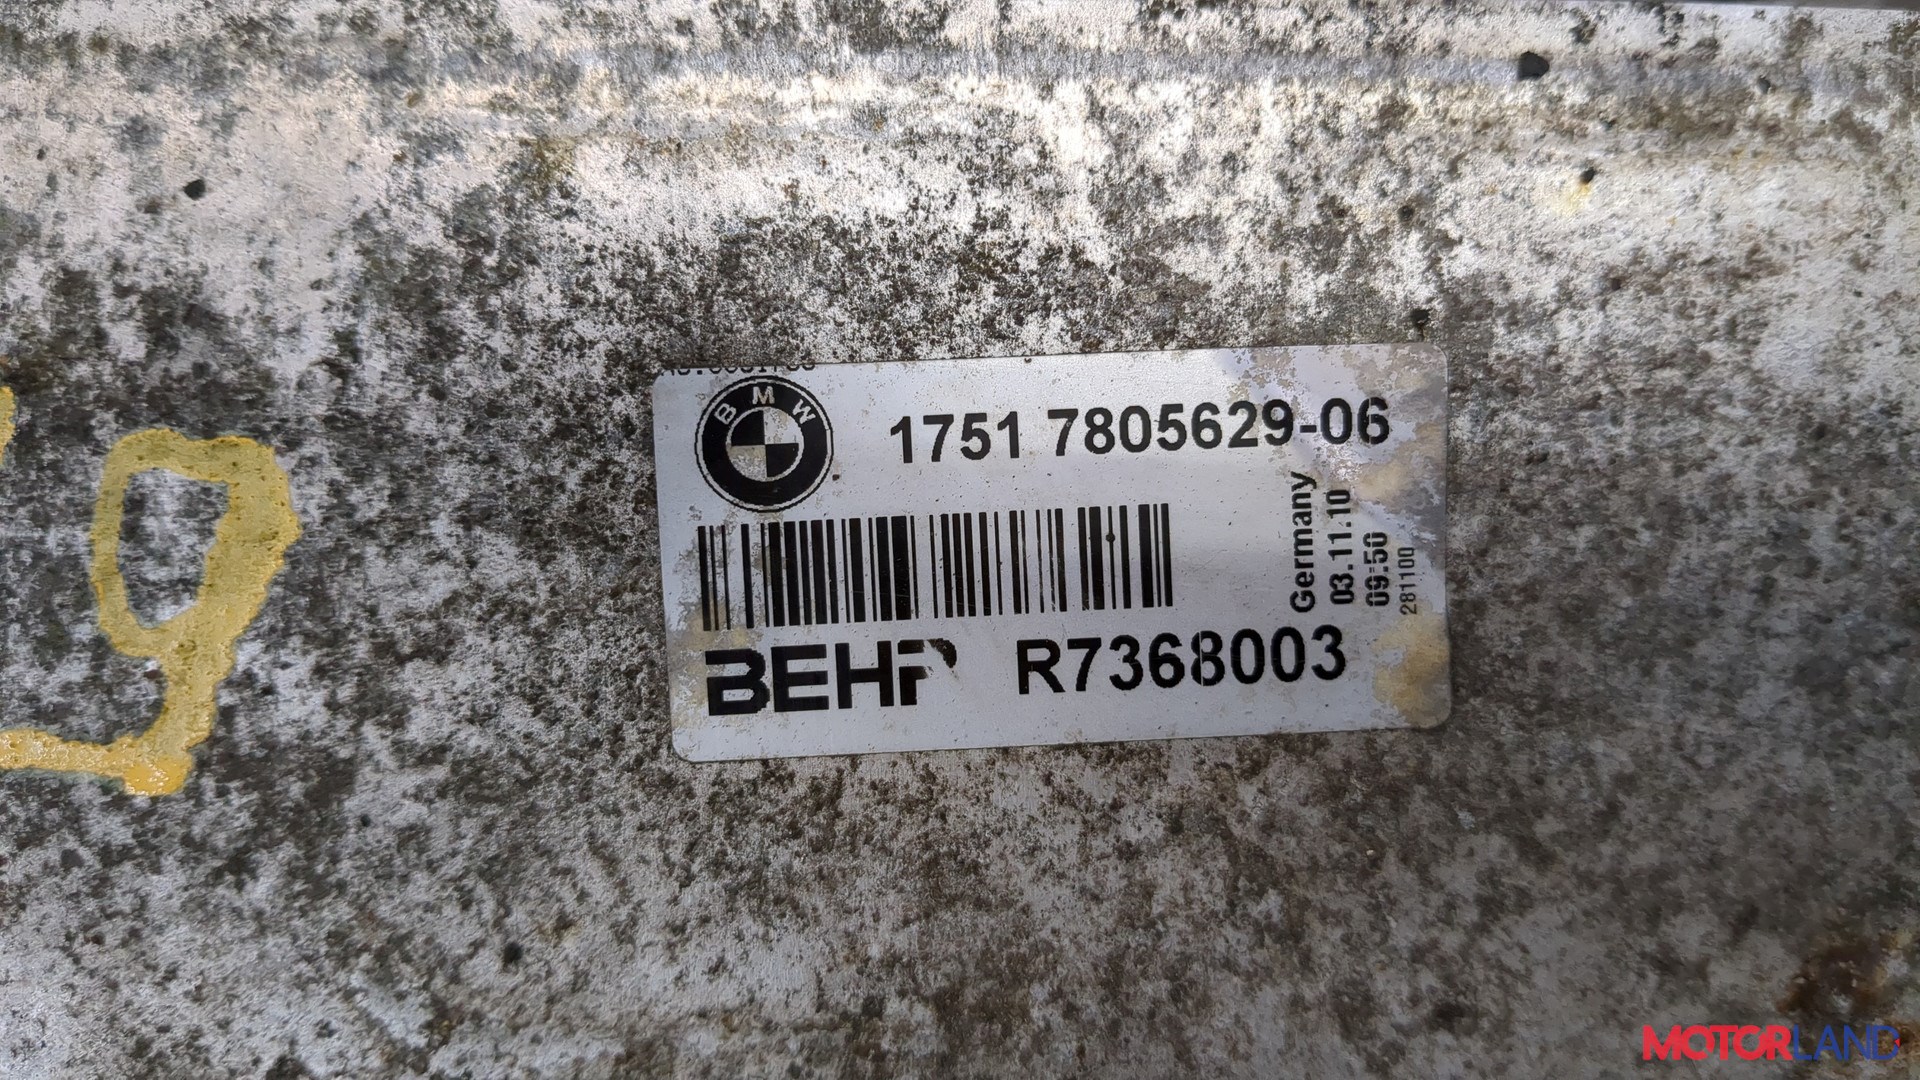 BMW
1751 7805629-06
Germany
03.11.10
09:50
281100
BEHR
R7368003
MOTORLAND